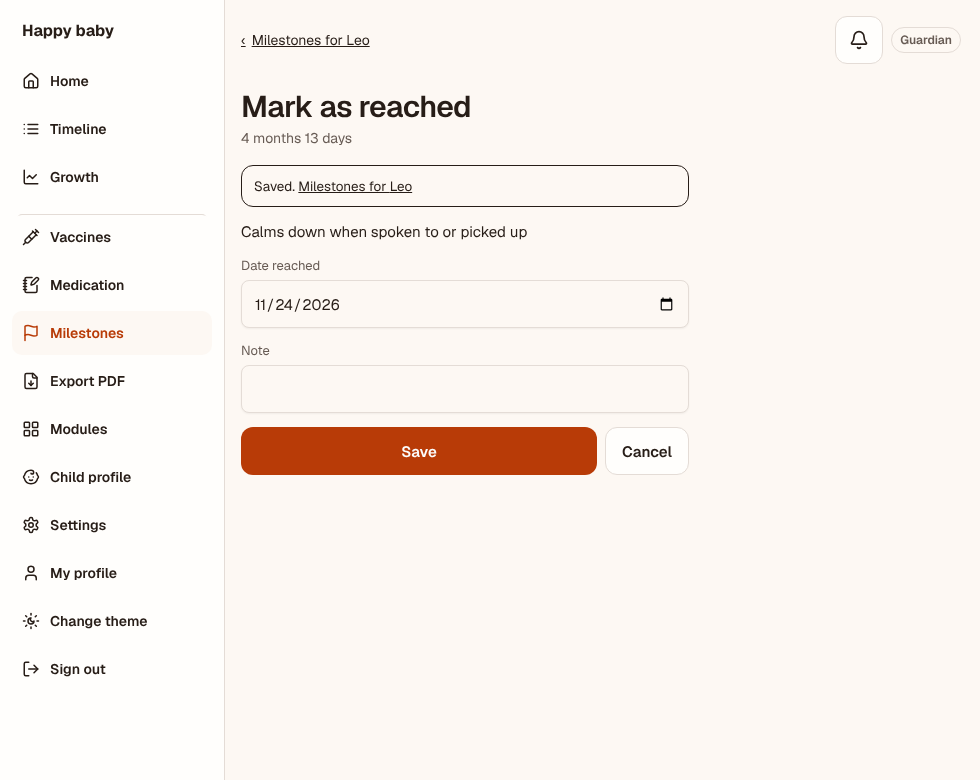 Happy baby
Home
Timeline
Growth
Vaccines
Medication
Milestones
Export PDF
Modules
Child profile
Settings
My profile
Change theme
Sign out
‹ Milestones for Leo
Guardian
Mark as reached
4 months 13 days
Saved. Milestones for Leo
Calms down when spoken to or picked up
Date reached
11/24/2026
Note
Save
Cancel